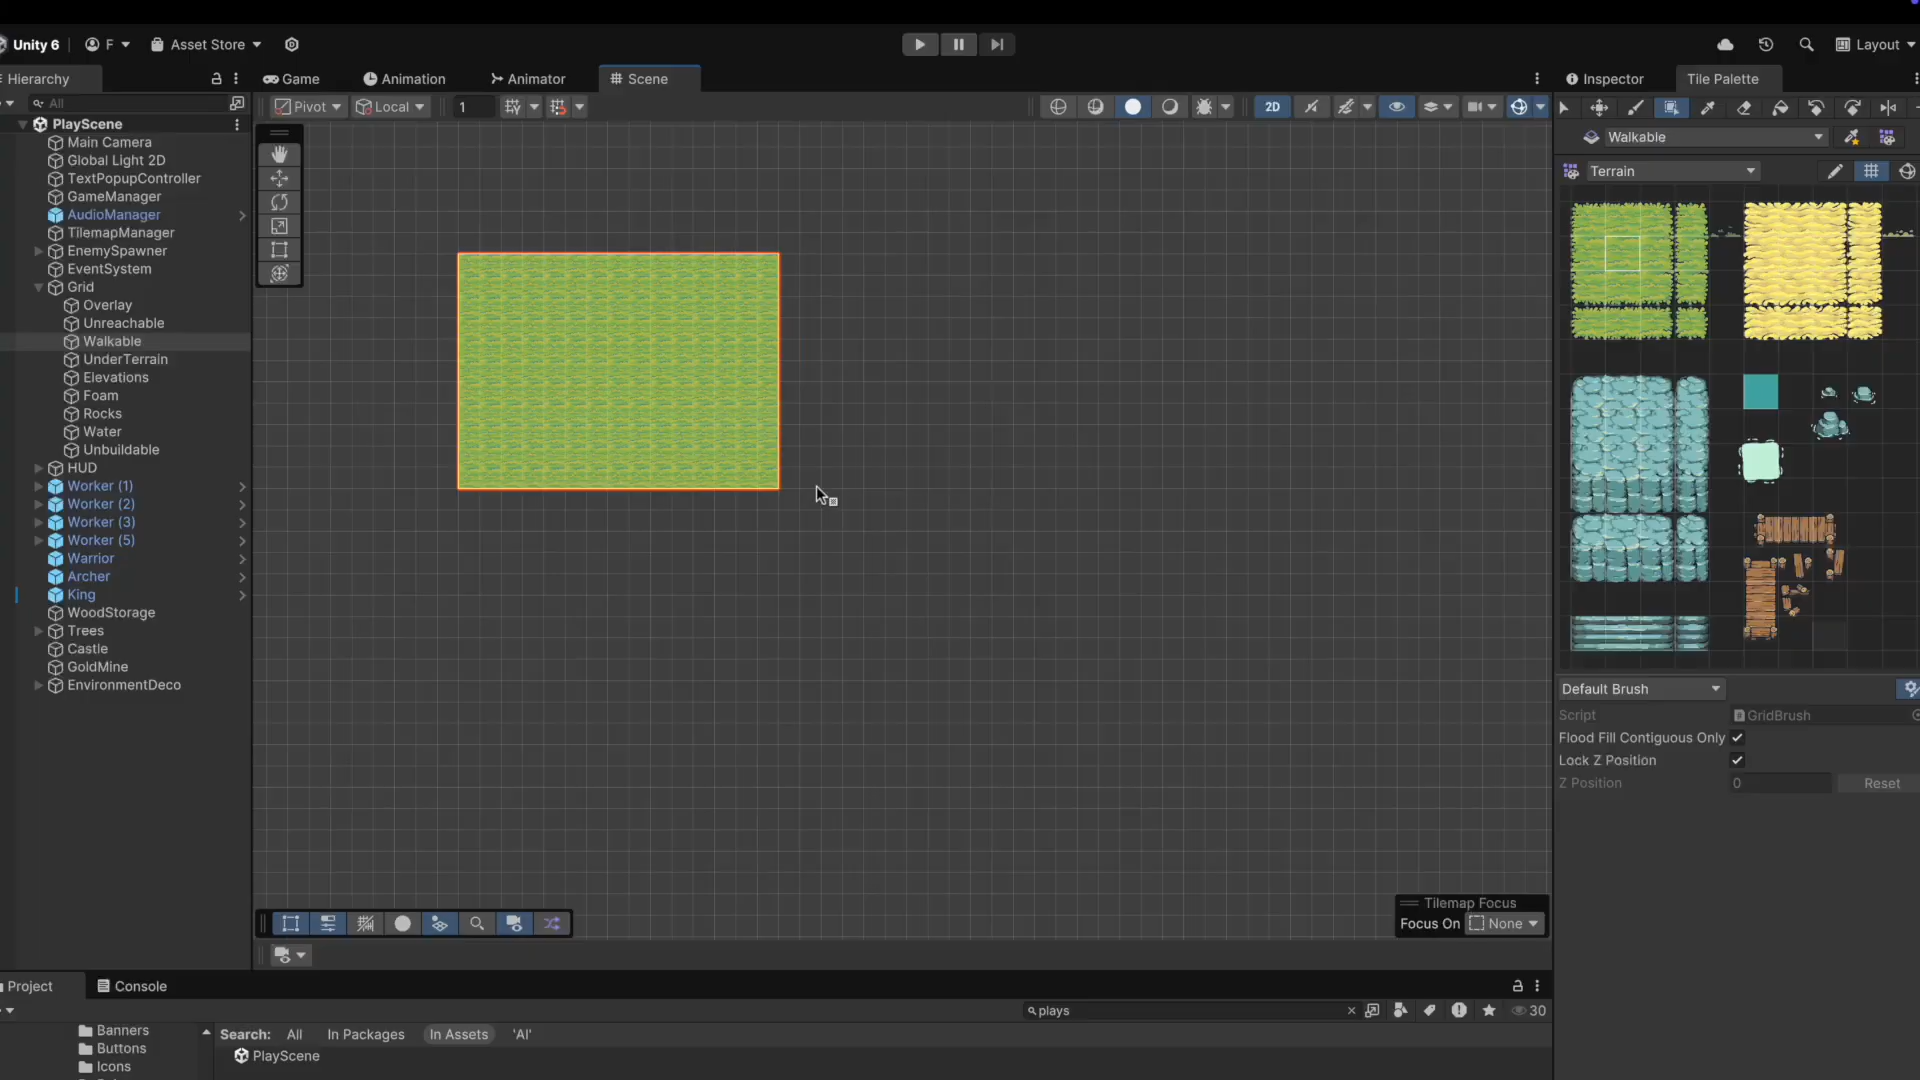 Unity 6
F
Asset Store
Layout
Hierarchy
Game
Animation
Animator
Scene
Inspector
Tile Palette
All
Pivot
Local
1
2D
PlayScene
Main Camera
Global Light 2D
TextPopupController
GameManager
AudioManager
TilemapManager
EnemySpawner
EventSystem
Grid
Overlay
Unreachable
Walkable
UnderTerrain
Elevations
Foam
Rocks
Water
Unbuildable
HUD
Worker (1)
Worker (2)
Worker (3)
Worker (5)
Warrior
Archer
King
WoodStorage
Trees
Castle
GoldMine
EnvironmentDeco
Walkable
Terrain
Default Brush
Script
GridBrush
Flood Fill Contiguous Only
Lock Z Position
Z Position
0
Reset
Tilemap Focus
Focus On
None
Project
Console
plays
30
Banners
Buttons
Icons
Search:
All
In Packages
In Assets
'AI'
PlayScene